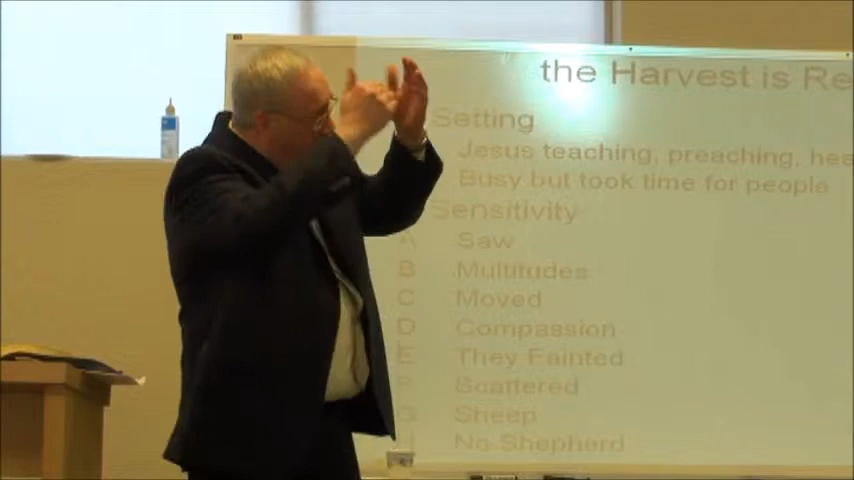 the Harvest is Re
Setting
Jesus teaching, preaching, hea
Busy but took time for people
Sensitivity
A Saw
B Multitudes
C Moved
D Compassion
E They Fainted
F Scattered
G Sheep
No Shepherd